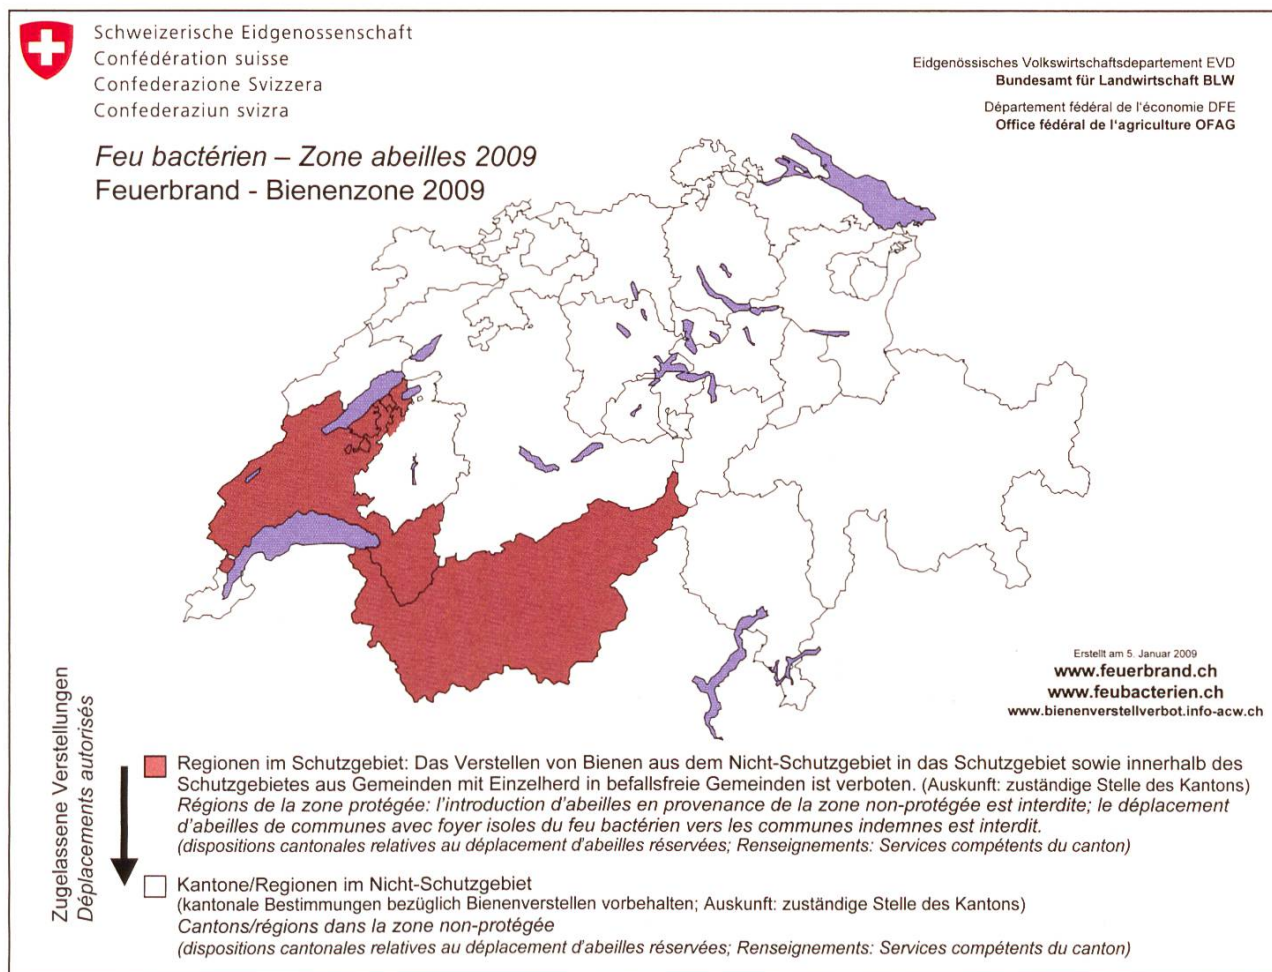 Schweizerische Eidgenossenschaft
Confédération suisse
Confederazione Svizzera
Confederaziun svizra
Eidgenössisches Volkswirtschaftsdepartement EVD
Bundesamt für Landwirtschaft BLW
Département fédéral de l'économie DFE
Office fédéral de l'agriculture OFAG
Feu bactérien – Zone abeilles 2009
Feuerbrand - Bienenzone 2009
Erstellt am 5. Januar 2009
www.feuerbrand.ch
www.feubacterien.ch
www.bienenverstellverbot.info-acw.ch
Zugelassene Verstellungen
Déplacements autorisés
Regionen im Schutzgebiet: Das Verstellen von Bienen aus dem Nicht-Schutzgebiet in das Schutzgebiet sowie innerhalb des
Schutzgebietes aus Gemeinden mit Einzelherd in befallsfreie Gemeinden ist verboten. (Auskunft: zuständige Stelle des Kantons)
Régions de la zone protégée: l'introduction d'abeilles en provenance de la zone non-protégée est interdite; le déplacement
d'abeilles de communes avec foyer isoles du feu bactérien vers les communes indemnes est interdit.
(dispositions cantonales relatives au déplacement d'abeilles réservées; Renseignements: Services compétents du canton)
Kantone/Regionen im Nicht-Schutzgebiet
(kantonale Bestimmungen bezüglich Bienenverstellen vorbehalten; Auskunft: zuständige Stelle des Kantons)
Cantons/régions dans la zone non-protégée
(dispositions cantonales relatives au déplacement d'abeilles réservées; Renseignements: Services compétents du canton)